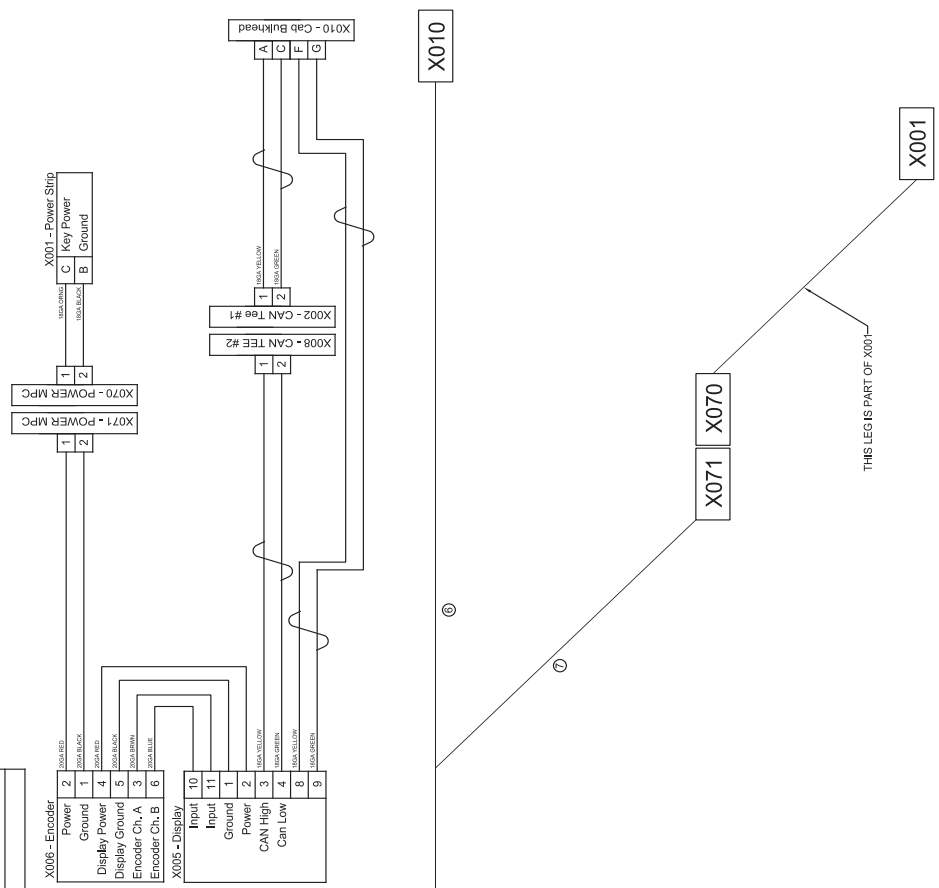 X010 - Cab Bulkhead
A
C
F
G
X001 - Power Strip
C Key Power
B Ground
18GA ORNG
18GA BLACK
1
2
X070 - POWER MPC
X071 - POWER MPC
1
2
18GA YELLOW
18GA GREEN
1
2
X002 - CAN Tee #1
X008 - CAN TEE #2
1
2
X006 - Encoder
Power 2 20GA RED
Ground 1 20GA BLACK
Display Power 4 20GA RED
Display Ground 5 20GA BLACK
Encoder Ch. A 3 20GA BRWN
Encoder Ch. B 6 20GA BLUE
X005 - Display
Input 10
Input 11
Ground 1
Power 2
CAN High 3 18GA YELLOW
Can Low 4 18GA GREEN
8 18GA YELLOW
9 18GA GREEN
X010
X001
X070
X071
THIS LEG IS PART OF X001
6
7